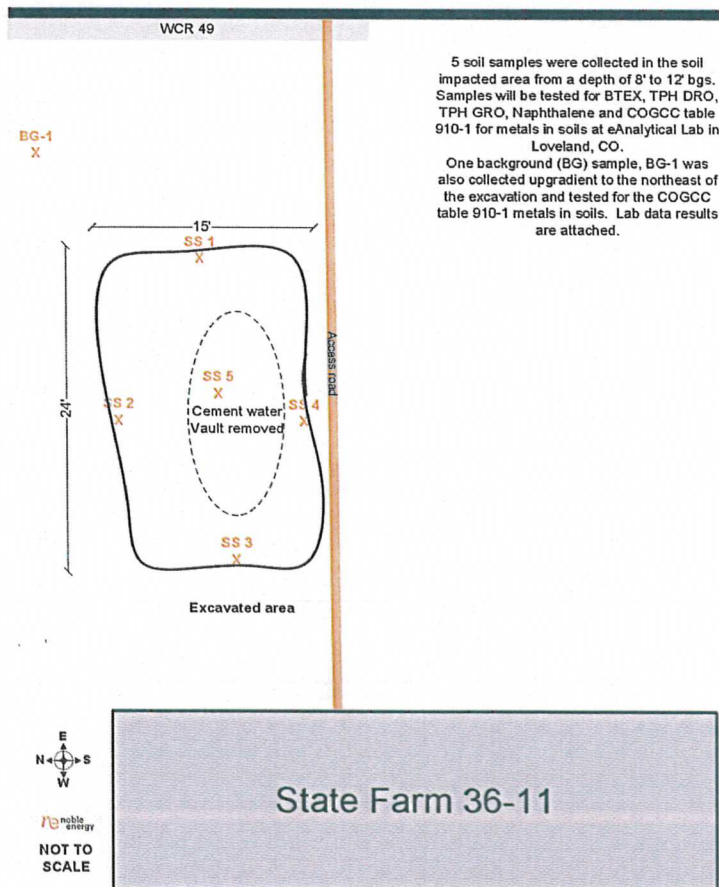 WCR 49
5 soil samples were collected in the soil
impacted area from a depth of 8' to 12' bgs.
Samples will be tested for BTEX, TPH DRO,
TPH GRO, Naphthalene and COGCC table
910-1 for metals in soils at eAnalytical Lab in
Loveland, CO.
One background (BG) sample, BG-1 was
also collected upgradient to the northeast of
the excavation and tested for the COGCC
table 910-1 metals in soils. Lab data results
are attached.
BG-1
X
15'
SS 1
X
24'
Access road
SS 5
X
SS 2
X
SS 4
X
Cement water
Vault removed
SS 3
X
Excavated area
E
N S
W
ne noble
energy
NOT TO
SCALE
State Farm 36-11